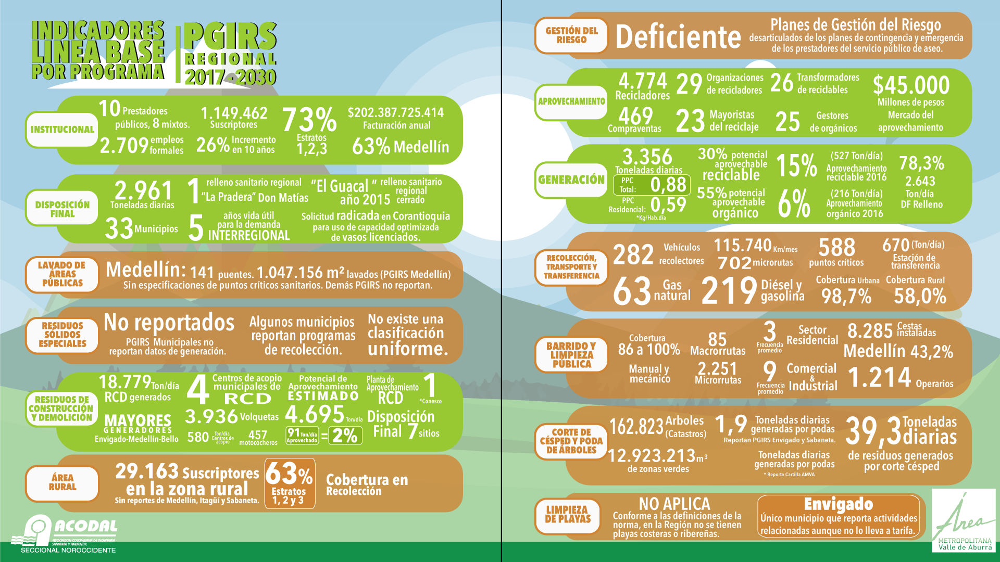 INDICADORES
LINEA BASE
POR PROGRAMA
PGIRS
REGIONAL
2017-2030
INSTITUCIONAL
10 Prestadores
públicos, 8 mixtos.
2.709 empleos
formales
1.149.462
Suscriptores
26% Incremento
en 10 años
73%
Estratos
1,2,3
$202.387.725.414
Facturación anual
63% Medellín
DISPOSICIÓN
FINAL
2.961
Toneladas diarias
33 Municipios
1 relleno sanitario regional
"La Pradera" Don Matías
5 años vida útil
para la demanda
INTERREGIONAL
"El Guacal" relleno sanitario
regional
año 2015 cerrado
Solicitud radicada en Corantioquia
para uso de capacidad optimizada
de vasos licenciados.
LAVADO DE
ÁREAS
PÚBLICAS
Medellín: 141 puentes. 1.047.156 m² lavados (PGIRS Medellín)
Sin especificaciones de puntos críticos sanitarios. Demás PGIRS no reportan.
RESIDUOS
SÓLIDOS
ESPECIALES
No reportados
PGIRS Municipales no
reportan datos de generación.
Algunos municipios
reportan programas
de recolección.
No existe una
clasificación
uniforme.
RESIDUOS DE
CONSTRUCCIÓN
Y DEMOLICIÓN
18.779 Ton/día
RCD generados
MAYORES
GENERADORES
Envigado-Medellín-Bello
4 Centros de acopio
municipales de
RCD
3.936 Volquetas
580 Ton/día
Centros de
acopio
457
motococheros
Potencial de
Aprovechamiento
ESTIMADO
4.695 Ton/día
91 Ton/día
Aprovechado = 2%
Planta de
Aprovechamiento
RCD
1
*Conesco
Disposición
Final 7 sitios
ÁREA
RURAL
29.163 Suscriptores
en la zona rural
Sin reportes de Medellín, Itagüí y Sabaneta.
63%
Estratos
1, 2 y 3
Cobertura en
Recolección
ACODAL
ASOCIACION COLOMBIANA DE INGENIERIA
SANITARIA Y AMBIENTAL
SECCIONAL NOROCCIDENTE
GESTIÓN DEL
RIESGO
Deficiente
Planes de Gestión del Riesgo
desarticulados de los planes de contingencia y emergencia
de los prestadores del servicio público de aseo.
APROVECHAMIENTO
4.774
Recicladores
469
Compraventas
29 Organizaciones
de recicladores
23 Mayoristas
del reciclaje
26 Transformadores
de reciclables
25 Gestores
de orgánicos
$45.000
Millones de pesos
Mercado del
aprovechamiento
GENERACIÓN
3.356
Toneladas diarias
PPC
Total: 0,88
PPC
Residencial: 0,59
*Kg/Hab.día
30% potencial
aprovechable
reciclable
55% potencial
aprovechable
orgánico
15% (527 Ton/día)
Aprovechamiento
reciclable 2016
6% (216 Ton/día)
Aprovechamiento
orgánico 2016
78,3%
2.643
Ton/día
DF Relleno
RECOLECCIÓN,
TRANSPORTE Y
TRANSFERENCIA
282 Vehículos
recolectores
115.740 Km/mes
702 microrutas
588
puntos críticos
670 (Ton/día)
Estación de
transferencia
63 Gas
natural
219 Diésel y
gasolina
Cobertura Urbana
98,7%
Cobertura Rural
58,0%
BARRIDO Y
LIMPIEZA
PÚBLICA
Cobertura
86 a 100%
Manual y
mecánico
85
Macrorrutas
2.251
Microrrutas
3
Frecuencia
promedio
Sector
Residencial
9
Frecuencia
promedio
Comercial
&
Industrial
8.285 Cestas
instaladas
Medellín 43,2%
1.214 Operarios
CORTE DE
CÉSPED Y PODA
DE ÁRBOLES
162.823 Arboles
(Catastros)
12.923.213 m³
de zonas verdes
1,9 Toneladas diarias
generadas por podas
Reportan PGIRS Envigado y Sabaneta.
Toneladas diarias
generadas por podas
* Reporta Cartilla AMVA
39,3 Toneladas
diarias
de residuos generados
por corte césped
LIMPIEZA
DE PLAYAS
NO APLICA
Conforme a las definiciones de la
norma, en la Región no se tienen
playas costeras o ribereñas.
Envigado
Único municipio que reporta actividades
relacionadas aunque no lo lleva a tarifa.
Área
METROPOLITANA
Valle de Aburrá